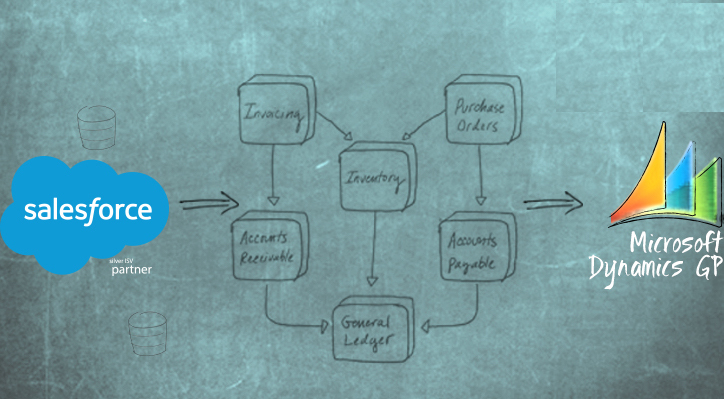 Invoicing
Purchase
Orders
Inventory
salesforce
silver ISV
partner
Accounts
Receivable
Accounts
Payable
Microsoft
Dynamics GP
General
Ledger